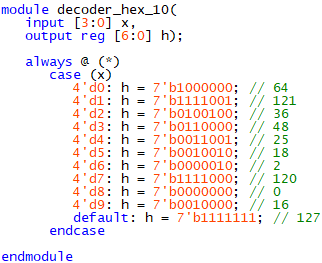 module decoder_hex_10(
    input [3:0] x,
    output reg [6:0] h);

    always @ (*)
        case (x)
            4'd0: h = 7'b1000000; // 64
            4'd1: h = 7'b1111001; // 121
            4'd2: h = 7'b0100100; // 36
            4'd3: h = 7'b0110000; // 48
            4'd4: h = 7'b0011001; // 25
            4'd5: h = 7'b0010010; // 18
            4'd6: h = 7'b0000010; // 2
            4'd7: h = 7'b1111000; // 120
            4'd8: h = 7'b0000000; // 0
            4'd9: h = 7'b0010000; // 16
            default: h = 7'b1111111; // 127
        endcase

endmodule